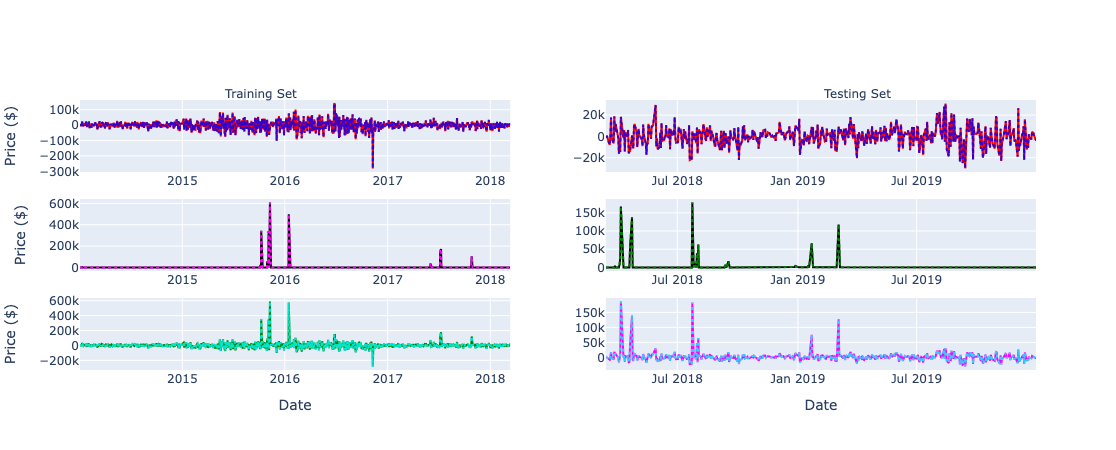 Training Set
Testing Set
Price ($)
100k
0
−100k
−200k
−300k
2015
2016
2017
2018
20k
0
−20k
Jul 2018
Jan 2019
Jul 2019
Price ($)
600k
400k
200k
0
2015
2016
2017
2018
150k
100k
50k
0
Jul 2018
Jan 2019
Jul 2019
Price ($)
600k
400k
200k
0
−200k
2015
2016
2017
2018
150k
100k
50k
0
Jul 2018
Jan 2019
Jul 2019
Date
Date